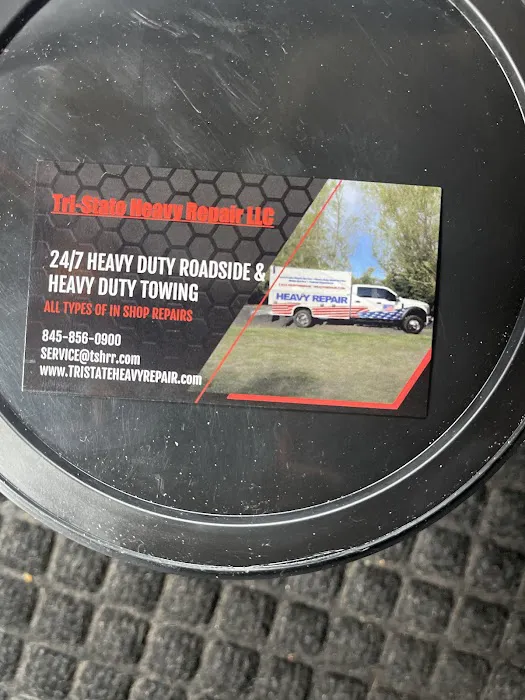 Tri-State Heavy Repair LLC
24/7 HEAVY DUTY ROADSIDE &
HEAVY DUTY TOWING
ALL TYPES OF IN SHOP REPAIRS
845-856-0900
SERVICE@tshrr.com
www.TRISTATEHEAVYREPAIR.com
HEAVY REPAIR